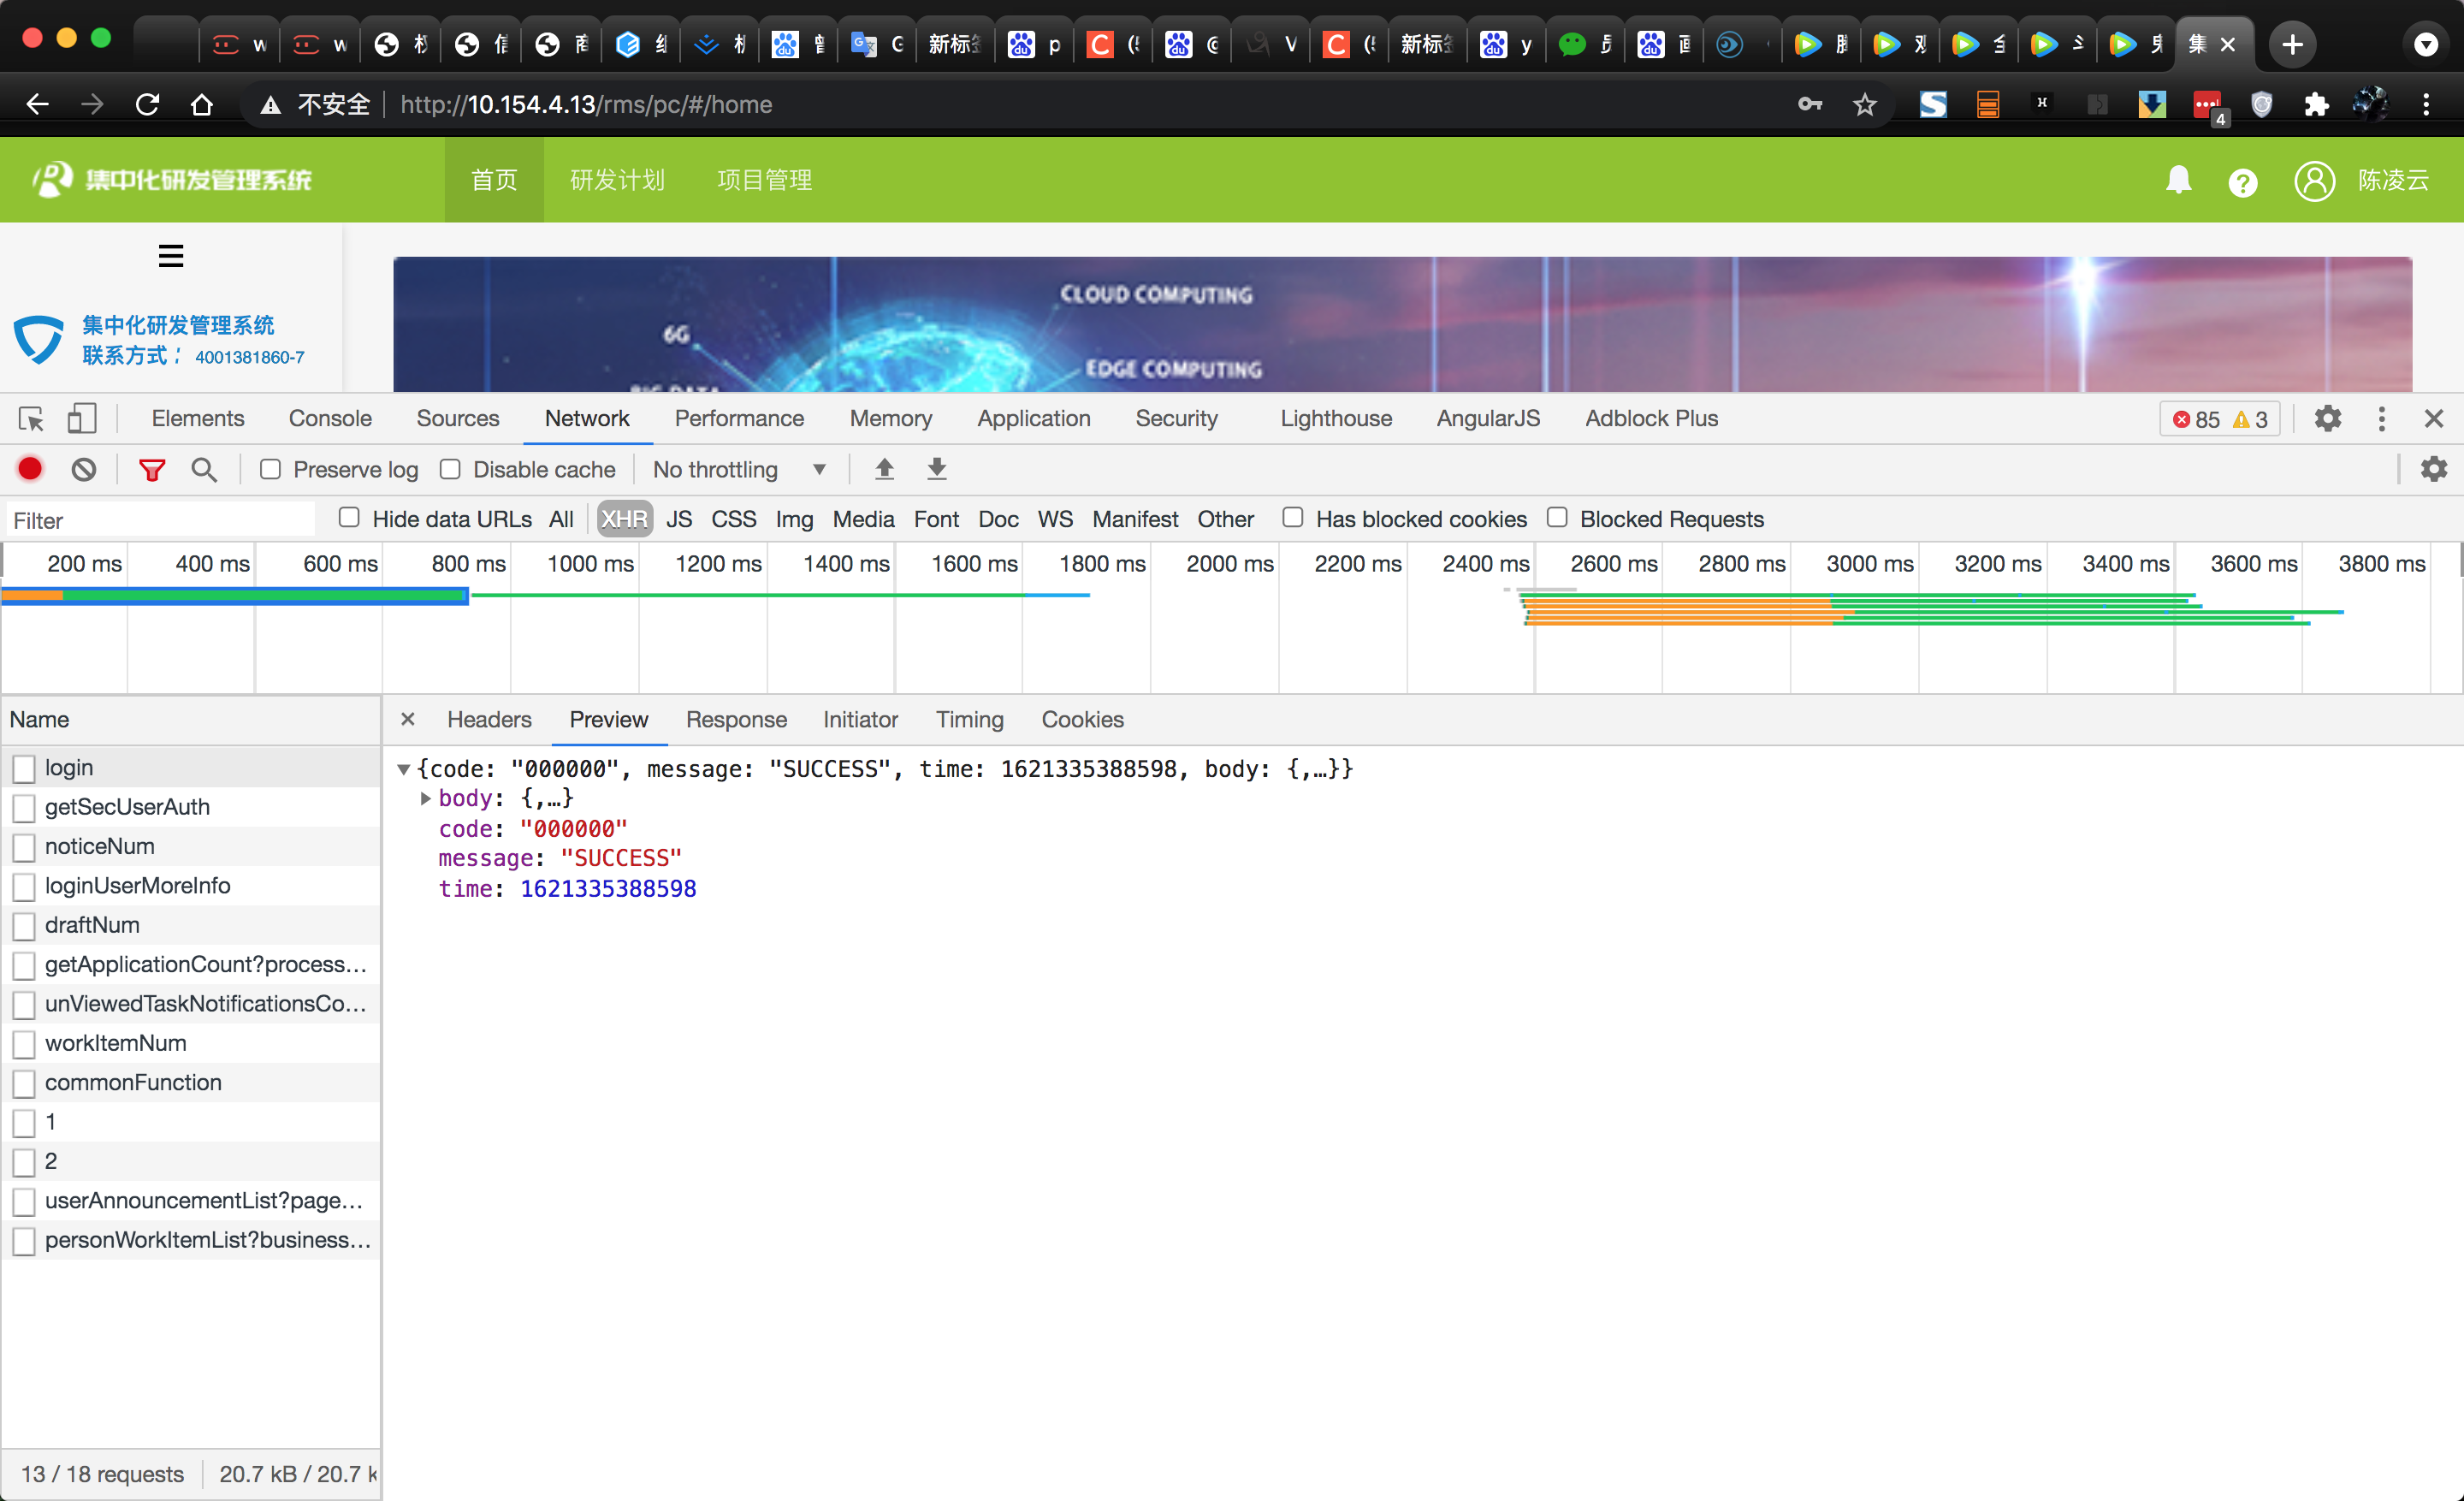 新标
新标
集
不安全 http://10.154.4.13/rms/pc/#/home
4
集中化研发管理系统 首页 研发计划 项目管理 陈凌云
集中化研发管理系统
联系方式: 4001381860-7
CLOUD COMPUTING
6G
EDGE COMPUTING
BIG DATA
Elements Console Sources Network Performance Memory Application Security Lighthouse AngularJS Adblock Plus 85 3
Preserve log Disable cache No throttling
Filter Hide data URLs All XHR JS CSS Img Media Font Doc WS Manifest Other Has blocked cookies Blocked Requests
200 ms 400 ms 600 ms 800 ms 1000 ms 1200 ms 1400 ms 1600 ms 1800 ms 2000 ms 2200 ms 2400 ms 2600 ms 2800 ms 3000 ms 3200 ms 3400 ms 3600 ms 3800 ms
Name
Headers Preview Response Initiator Timing Cookies
login
getSecUserAuth
noticeNum
loginUserMoreInfo
draftNum
getApplicationCount?process…
unViewedTaskNotificationsCo…
workItemNum
commonFunction
1
2
userAnnouncementList?page…
personWorkItemList?business…
{code: "000000", message: "SUCCESS", time: 1621335388598, body: {,…}}
body: {,…}
code: "000000"
message: "SUCCESS"
time: 1621335388598
13 / 18 requests 20.7 kB / 20.7 k